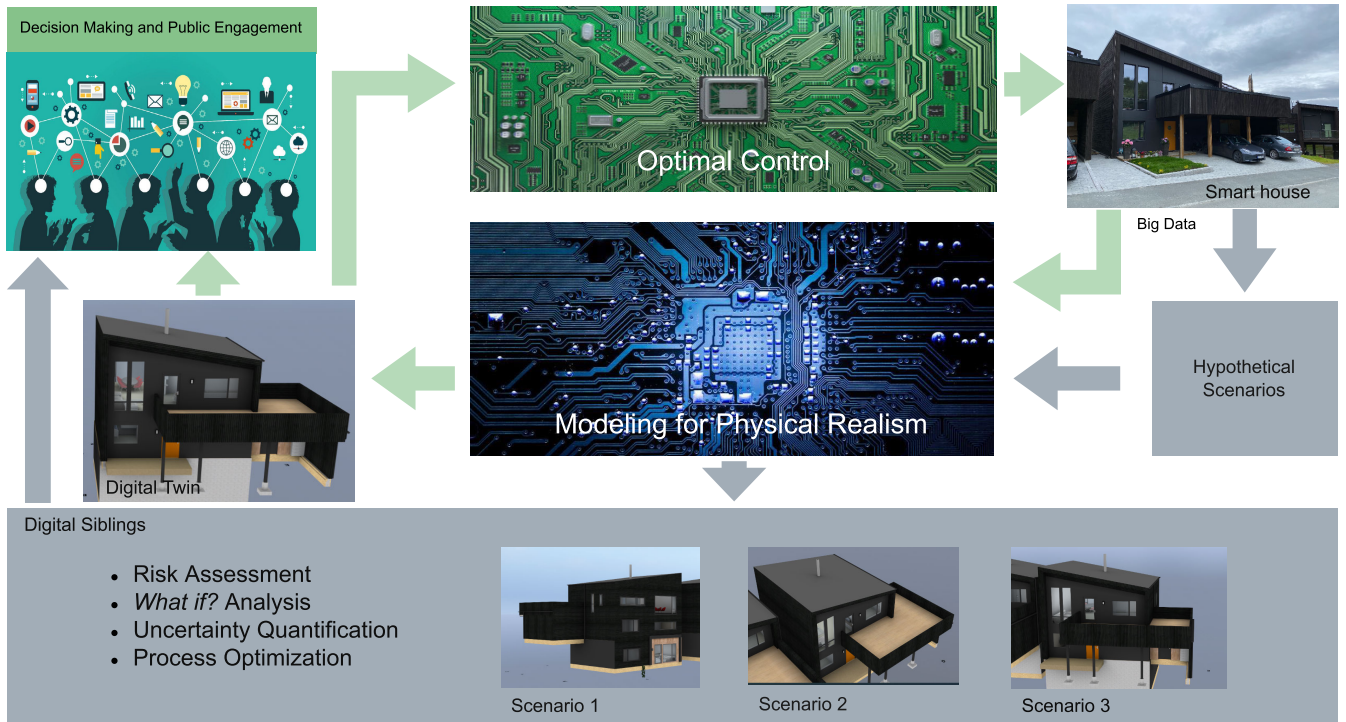 Decision Making and Public Engagement
Optimal Control
Smart house
Big Data
Modeling for Physical Realism
Hypothetical
Scenarios
Digital Twin
Digital Siblings
• Risk Assessment
• What if? Analysis
• Uncertainty Quantification
• Process Optimization
Scenario 1
Scenario 2
Scenario 3